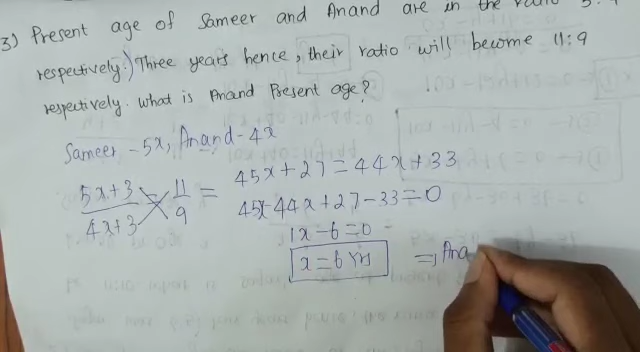 3) Present age of Sameer and Anand are in the ratio 5:4
respectively.) Three years hence, their ratio will become 11:9
respectively. what is Anand Present age?
Sameer - 5x, Anand - 4x
5x+3/4x+3 = 11/9 = 45x+27=44x+33
45x-44x+27-33=0
1x-6=0
x=6 yrs ⇒ Ana